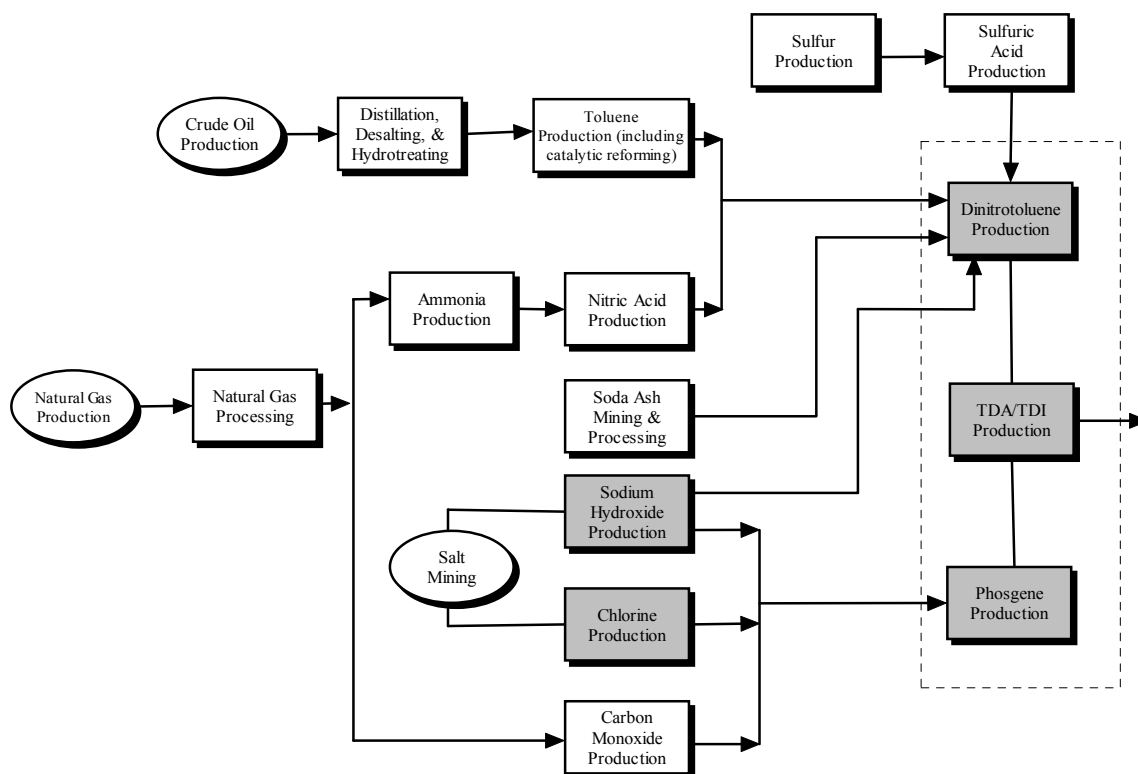 Sulfur
Production
Sulfuric
Acid
Production
Crude Oil
Production
Distillation,
Desalting, &
Hydrotreating
Toluene
Production (including
catalytic reforming)
Dinitrotoluene
Production
Ammonia
Production
Nitric Acid
Production
Natural Gas
Production
Natural Gas
Processing
Soda Ash
Mining &
Processing
TDA/TDI
Production
Sodium
Hydroxide
Production
Salt
Mining
Chlorine
Production
Phosgene
Production
Carbon
Monoxide
Production